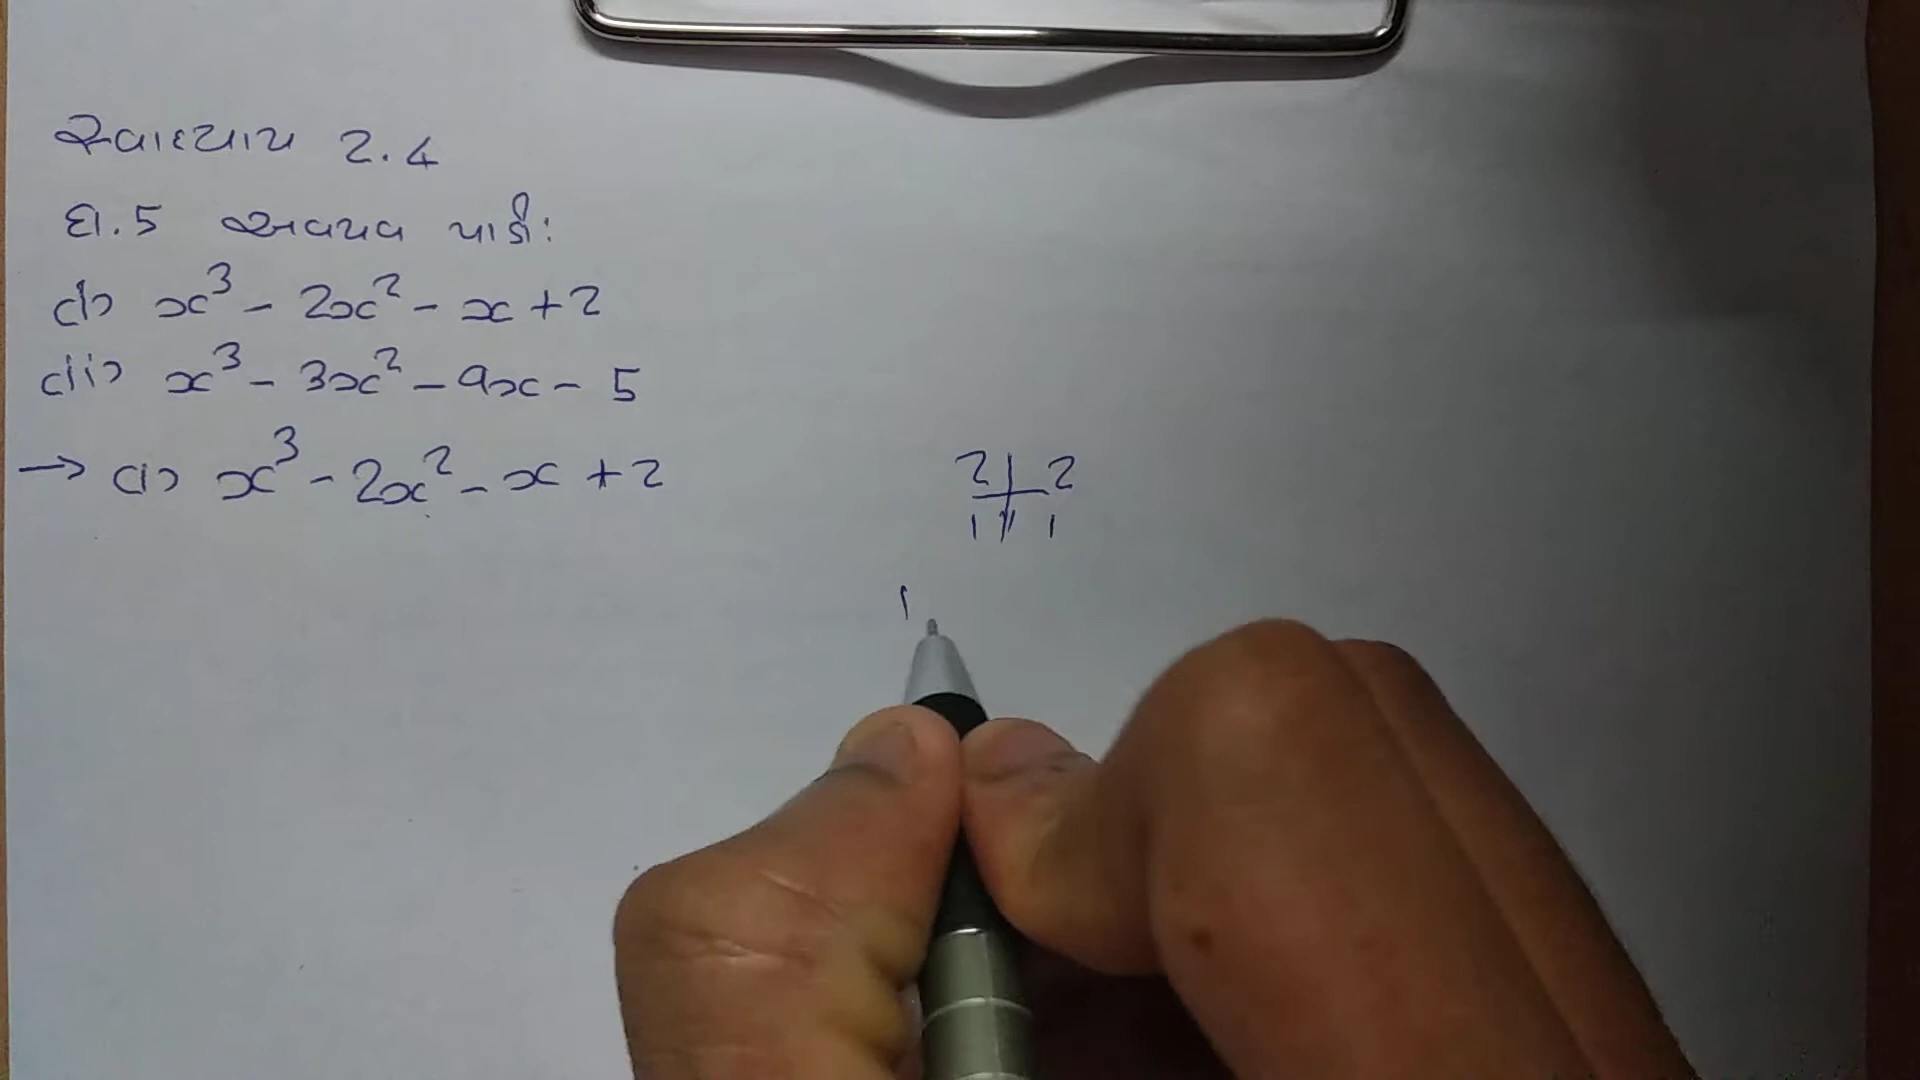 સ્વાધ્યાય 2.4
દા.5 અવયવ પાડો:
(i) x³ - 2x² - x + 2
(ii) x³ - 3x² - 9x - 5
→ (i) x³ - 2x² - x + 2
2 | 2
1 | 1
1